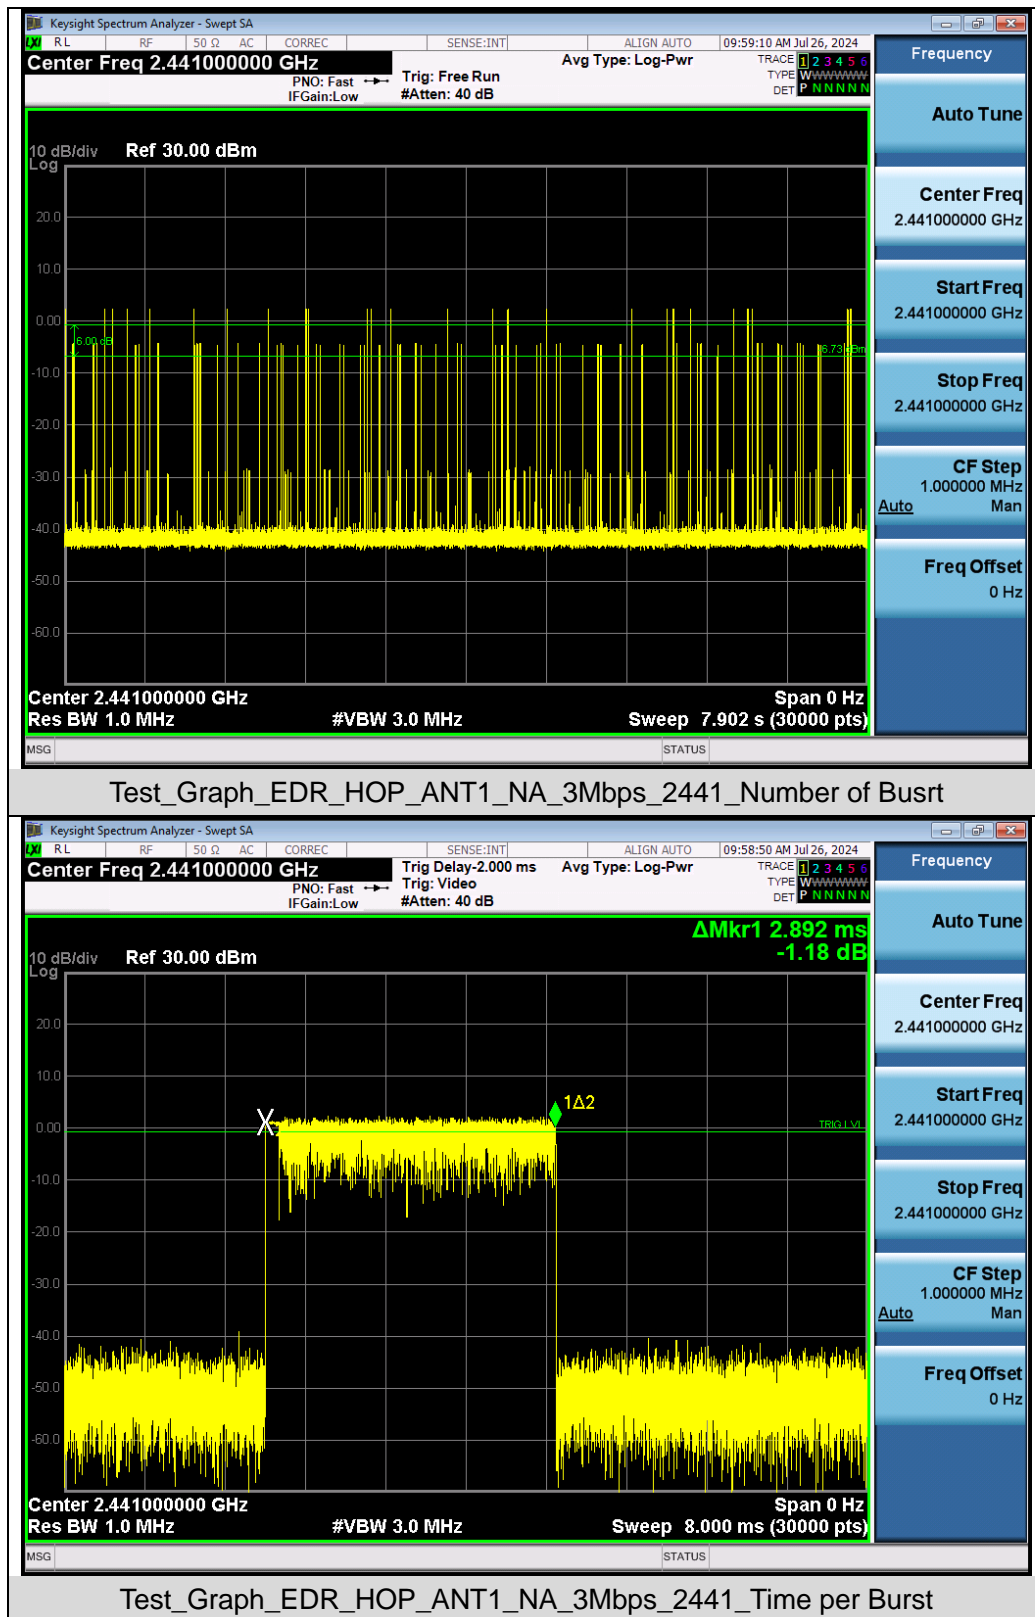 Keysight Spectrum Analyzer - Swept SA
LXI RL RF 50 Ω AC CORREC SENSE:INT ALIGN AUTO 09:59:10 AM Jul 26, 2024
Center Freq 2.441000000 GHz Avg Type: Log-Pwr TRACE 1 2 3 4 5 6
PNO: Fast Trig: Free Run TYPE WWWWWW
IFGain:Low #Atten: 40 dB DET P N N N N N
10 dB/div Ref 30.00 dBm
Log
20.0
10.0
0.00
6.00 dB
-10.0
-20.0
-30.0
-40.0
-50.0
-60.0
Center 2.441000000 GHz Span 0 Hz
Res BW 1.0 MHz #VBW 3.0 MHz Sweep 7.902 s (30000 pts)
MSG STATUS
Frequency
Auto Tune
Center Freq
2.441000000 GHz
Start Freq
2.441000000 GHz
Stop Freq
2.441000000 GHz
CF Step
1.000000 MHz
Auto Man
Freq Offset
0 Hz
Test_Graph_EDR_HOP_ANT1_NA_3Mbps_2441_Number of Busrt
Keysight Spectrum Analyzer - Swept SA
LXI RL RF 50 Ω AC CORREC SENSE:INT ALIGN AUTO 09:58:50 AM Jul 26, 2024
Center Freq 2.441000000 GHz Trig Delay-2.000 ms Avg Type: Log-Pwr TRACE 1 2 3 4 5 6
PNO: Fast Trig: Video TYPE WWWWWW
IFGain:Low #Atten: 40 dB DET P N N N N N
ΔMkr1 2.892 ms
-1.18 dB
10 dB/div Ref 30.00 dBm
Log
20.0
10.0
1Δ2
0.00
TRIG LVL
-10.0
-20.0
-30.0
-40.0
-50.0
-60.0
Center 2.441000000 GHz Span 0 Hz
Res BW 1.0 MHz #VBW 3.0 MHz Sweep 8.000 ms (30000 pts)
MSG STATUS
Frequency
Auto Tune
Center Freq
2.441000000 GHz
Start Freq
2.441000000 GHz
Stop Freq
2.441000000 GHz
CF Step
1.000000 MHz
Auto Man
Freq Offset
0 Hz
Test_Graph_EDR_HOP_ANT1_NA_3Mbps_2441_Time per Burst